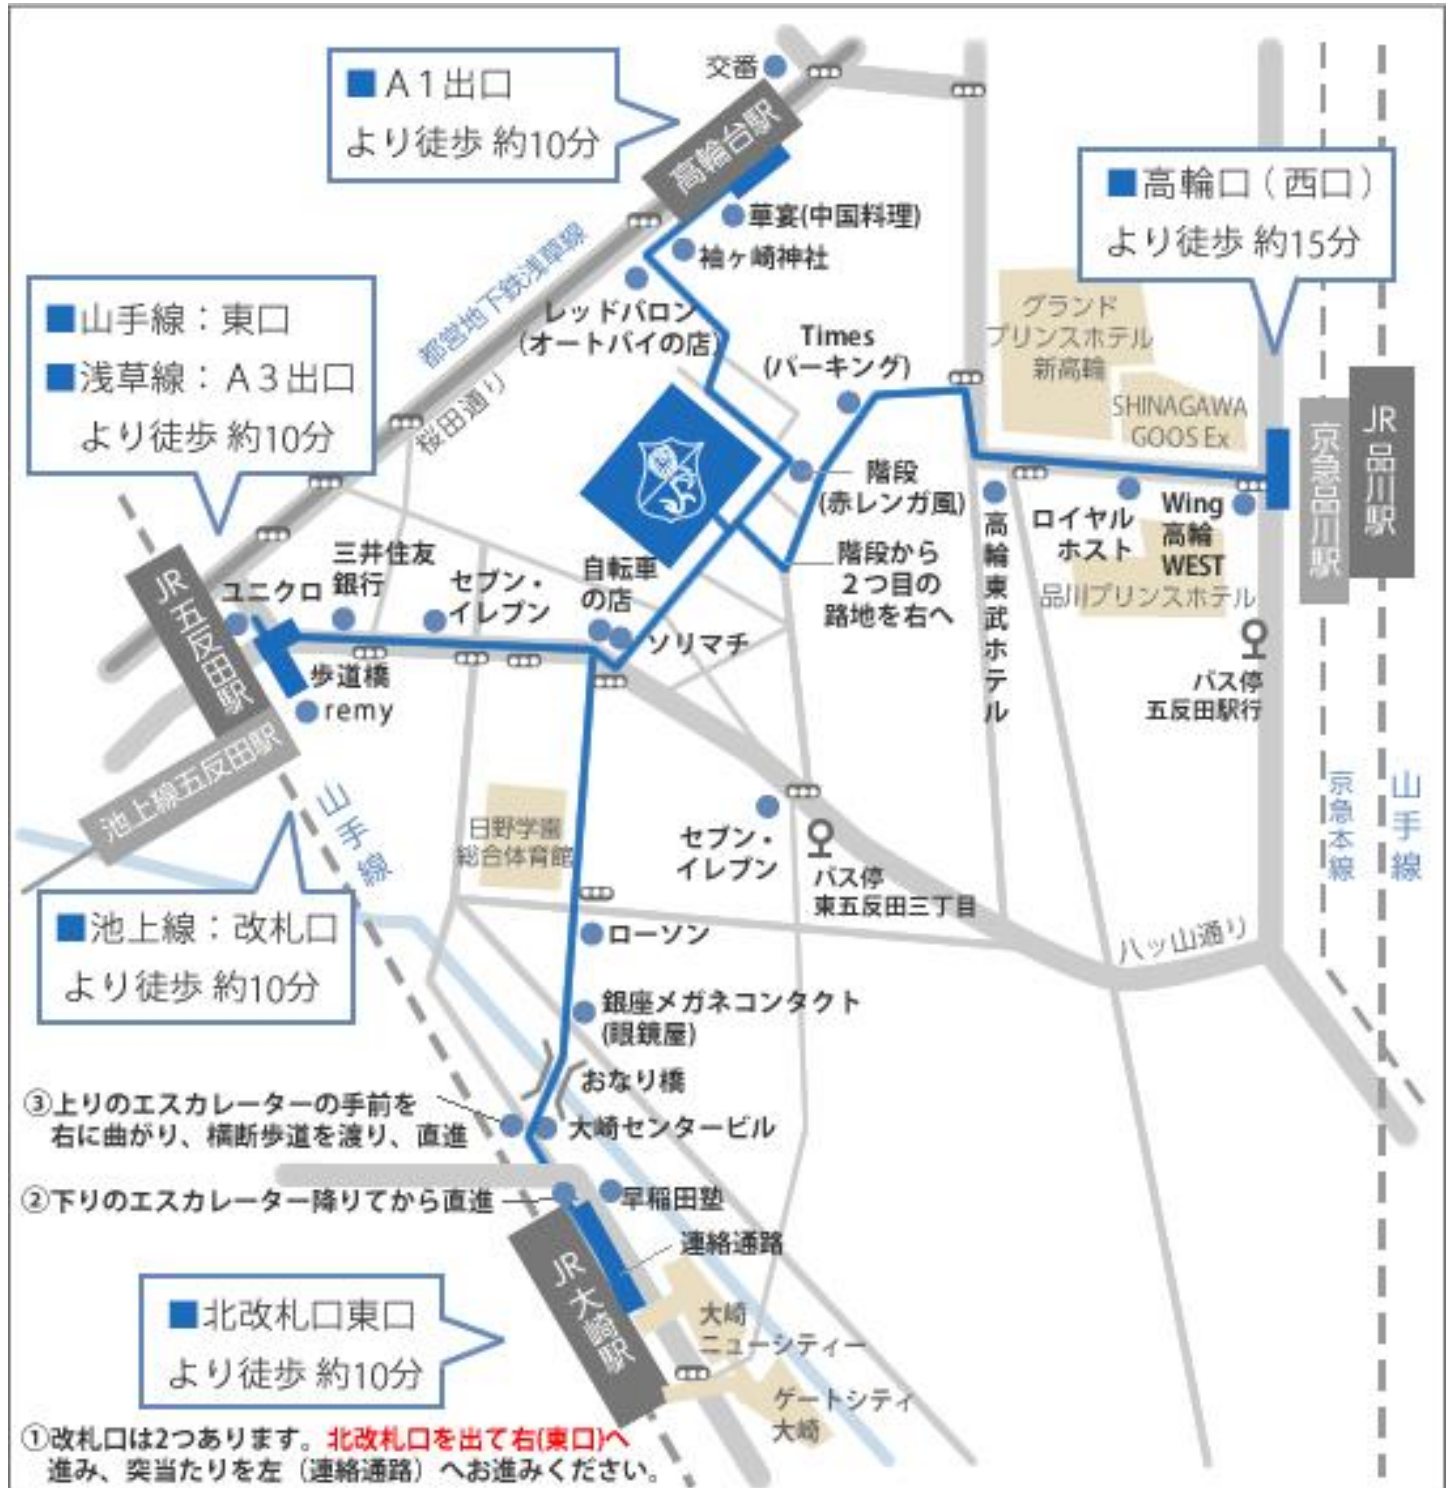 交番
■A1出口
より徒歩 約10分
高輪台駅
■高輪口（西口）
より徒歩 約15分
華宴(中国料理)
袖ヶ崎神社
都営地下鉄浅草線
桜田通り
レッドバロン
(オートバイの店)
■山手線：東口
■浅草線：A3出口
より徒歩 約10分
Times
(パーキング)
グランド
プリンスホテル
新高輪
SHINAGAWA
GOOS Ex
京急品川駅
JR 品川駅
階段
(赤レンガ風)
階段から
2つ目の
路地を右へ
高輪東武ホテル
ロイヤル
ホスト
Wing
高輪
WEST
品川プリンスホテル
バス停
五反田駅行
JR 五反田駅
ユニクロ
三井住友
銀行
セブン・
イレブン
自転車
の店
ソリマチ
歩道橋
remy
池上線五反田駅
山手線
日野学園
総合体育館
セブン・
イレブン
バス停
東五反田三丁目
京急本線
山手線
八ッ山通り
■池上線：改札口
より徒歩 約10分
ローソン
銀座メガネコンタクト
(眼鏡屋)
おなり橋
③上りのエスカレーターの手前を
右に曲がり、横断歩道を渡り、直進
大崎センタービル
②下りのエスカレーター降りてから直進
早稲田塾
連絡通路
JR 大崎駅
■北改札口東口
より徒歩 約10分
大崎
ニューシティー
ゲートシティ
大崎
①改札口は2つあります。北改札口を出て右(東口)へ
進み、突当たりを左（連絡通路）へお進みください。